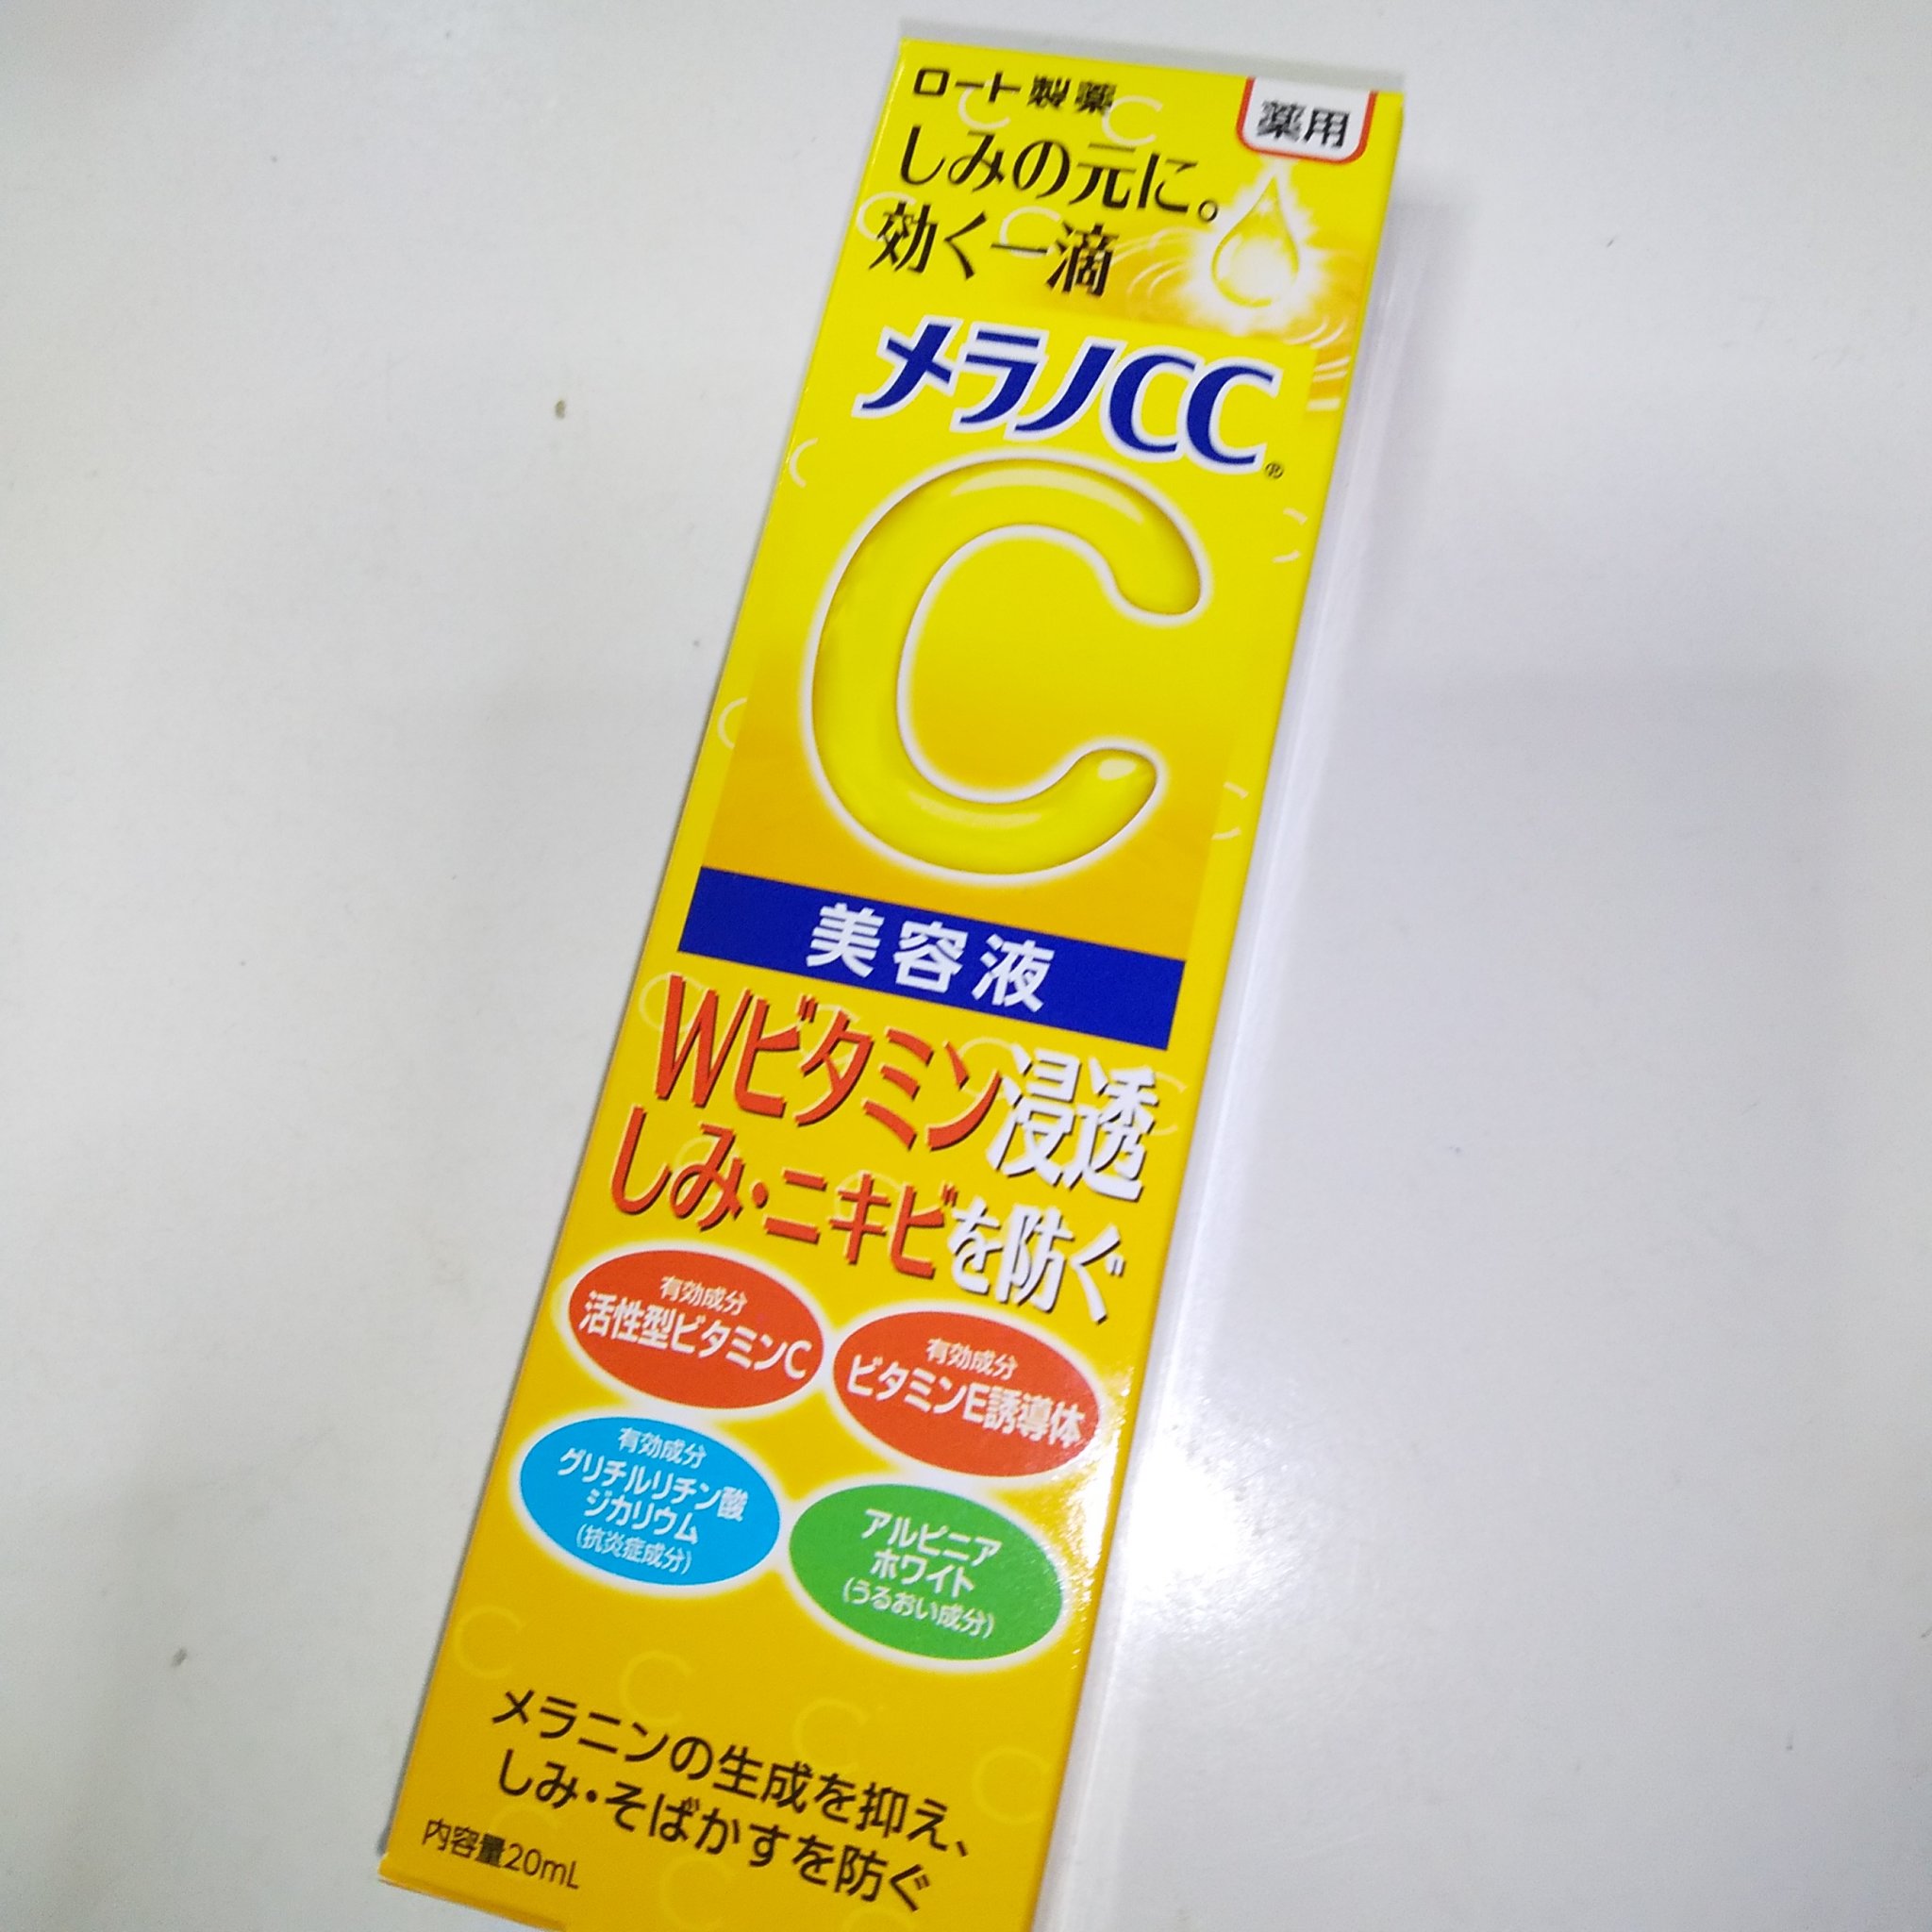 ロート製薬
薬用
しみの元に。
効く一滴
メラノCC®
C
美容液
Wビタミン浸透
しみ・ニキビを防ぐ
有効成分
活性型ビタミンC
有効成分
ビタミンE誘導体
有効成分
グリチルリチン酸
ジカリウム
(抗炎症成分)
アルピニア
ホワイト
(うるおい成分)
メラニンの生成を抑え、
しみ・そばかすを防ぐ
内容量20mL